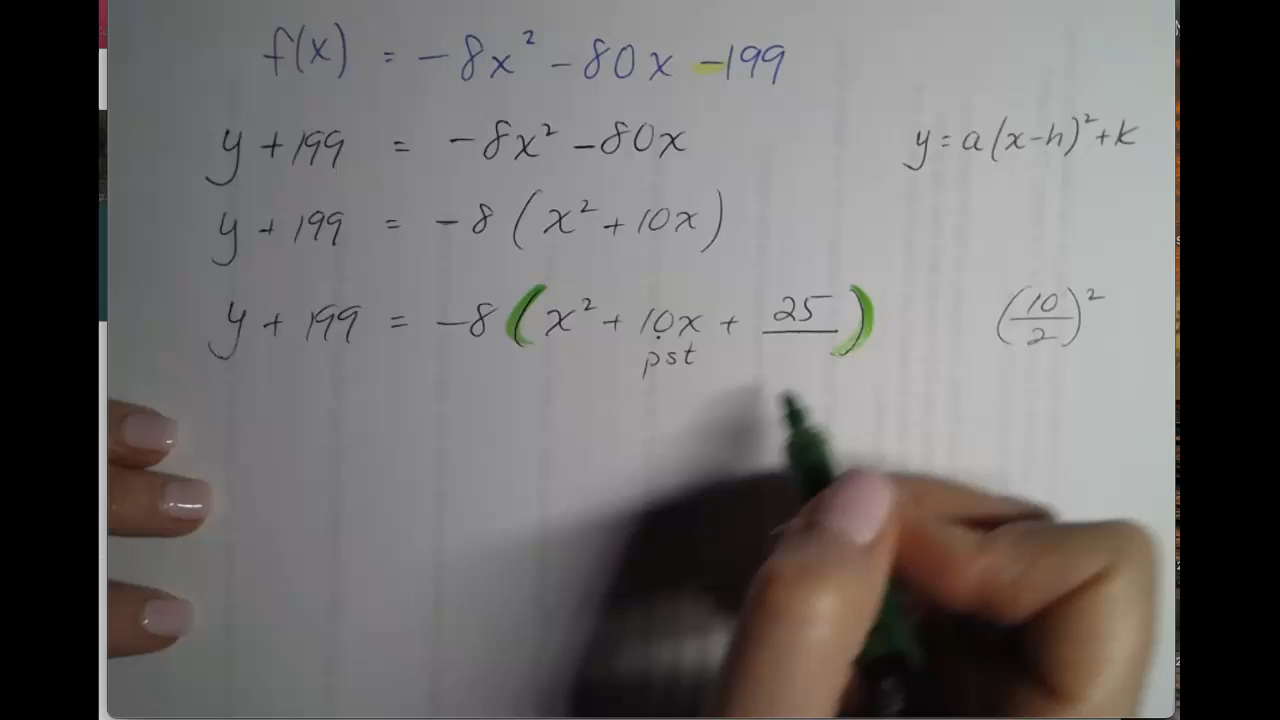 f(x) = -8x² - 80x - 199
y + 199 = -8x² - 80x
y = a(x-h)² + k
y + 199 = -8(x² + 10x)
y + 199 = -8(x² + 10x + 25)
(10/2)²
pst